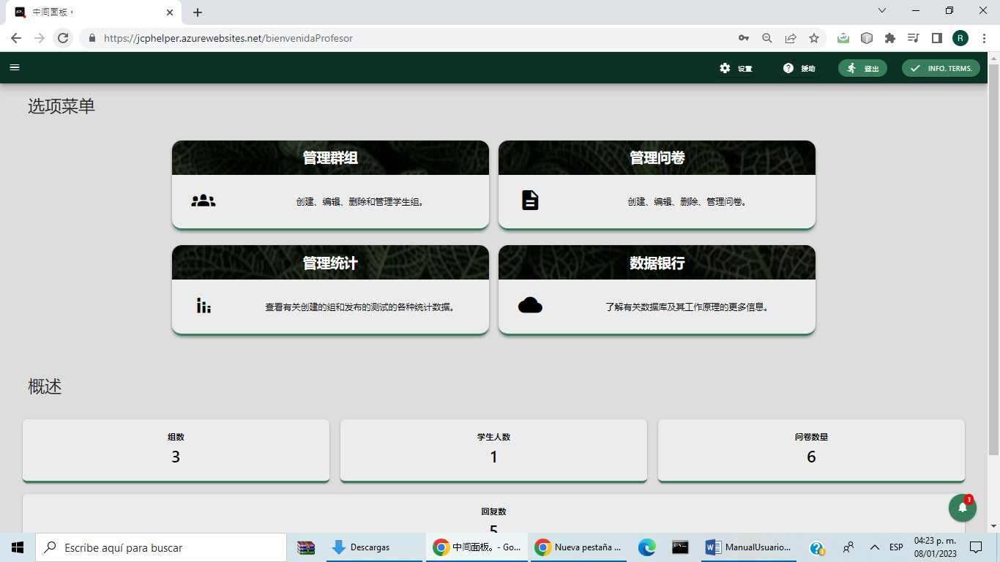 中间面板。
https://jcphelper.azurewebsites.net/bienvenidaProfesor
R
设置
援助
登出
INFO. TERMS.
选项菜单
管理群组
管理问卷
创建、编辑、删除和管理学生组。
创建、编辑、删除、管理问卷。
管理统计
数据银行
查看有关创建的组和发布的测试的各种统计数据。
了解有关数据库及其工作原理的更多信息。
概述
组数
3
学生人数
1
问卷数量
6
回复数
5
1
Escribe aquí para buscar
Descargas
中间面板。- Go...
Nueva pestaña ...
ManualUsuario...
ESP
04:23 p. m.
08/01/2023